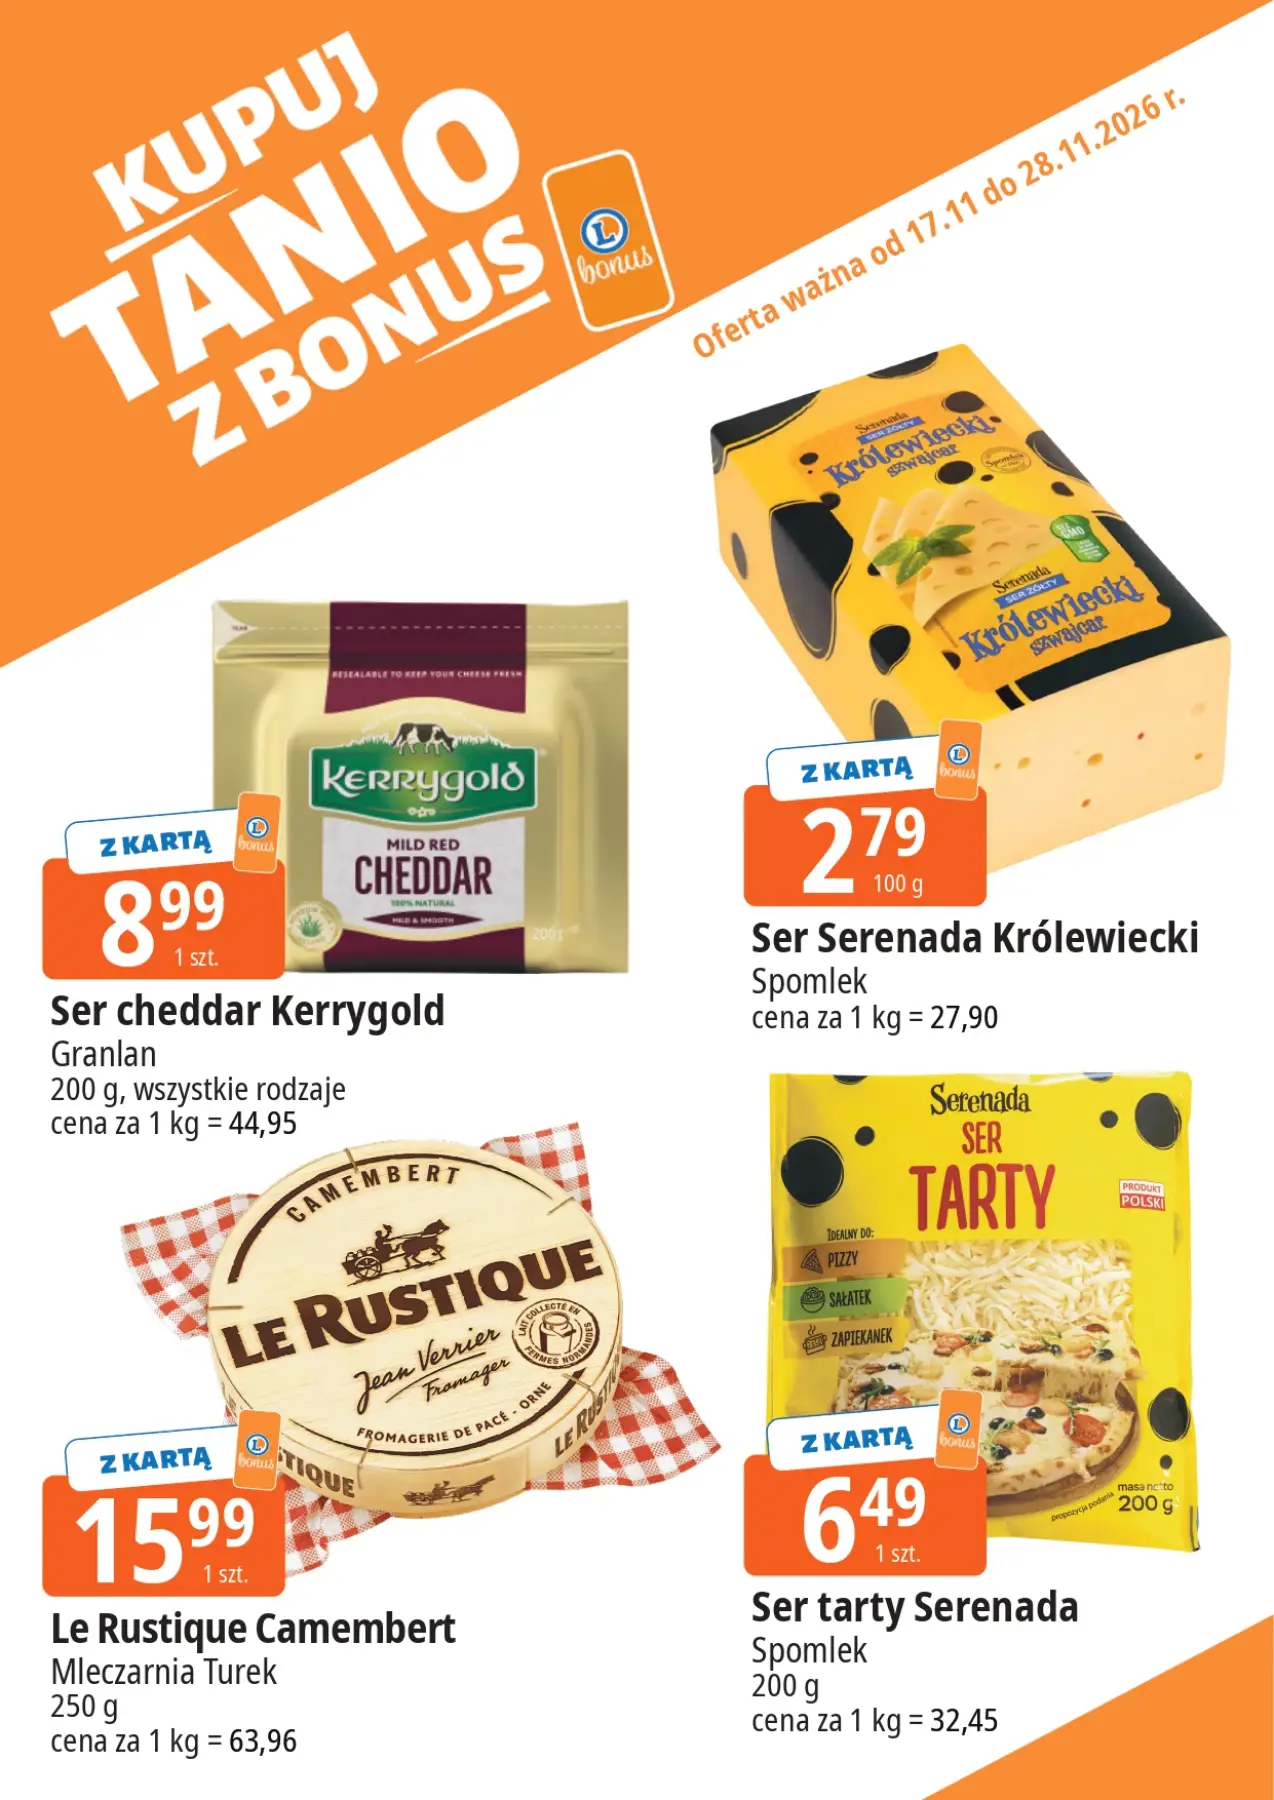 KUPUJ
TANIO
Z BONUS
L
bonus
Oferta ważna od 17.11 do 28.11.2026 r.
Serenada
SER ŻÓŁTY
Królewiecki
szwajcar
Spomlek
GMO
Serenada
SER ŻÓŁTY
Królewiecki
szwajcar
Z KARTĄ
L
bonus
2 79
100 g
Ser Serenada Królewiecki
Spomlek
cena za 1 kg = 27,90
RESEALABLE TO KEEP YOUR CHEESE FRESH
Kerrygold
MILD RED
CHEDDAR
100% NATURAL
MILD & SMOOTH
200g
Z KARTĄ
L
bonus
8 99
1 szt.
Ser cheddar Kerrygold
Granlan
200 g, wszystkie rodzaje
cena za 1 kg = 44,95
CAMEMBERT
LE RUSTIQUE
Jean Verrier
Fromager
LAIT COLLECTÉ EN
FERMES NORMANDES
FROMAGERIE DE PACÉ - ORNE
Z KARTĄ
L
bonus
15 99
1 szt.
Le Rustique Camembert
Mleczarnia Turek
250 g
cena za 1 kg = 63,96
Serenada
SER
TARTY
PRODUKT
POLSKI
IDEALNY DO:
PIZZY
SAŁATEK
ZAPIEKANEK
masa netto
200 g
propozycja podania
Z KARTĄ
L
bonus
6 49
1 szt.
Ser tarty Serenada
Spomlek
200 g
cena za 1 kg = 32,45